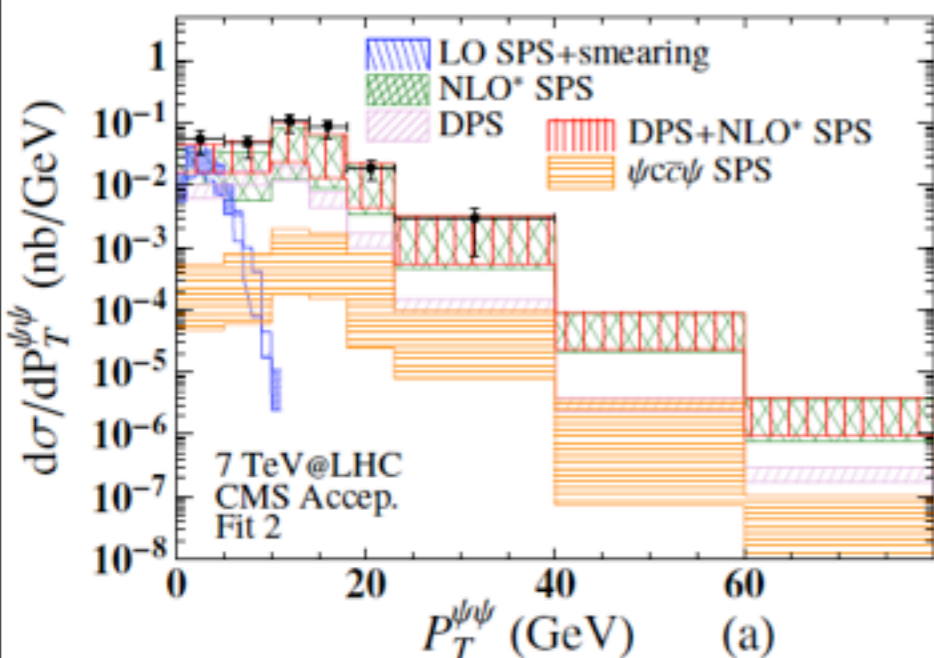 dσ/dP_T^ψψ (nb/GeV)
1
10⁻¹
10⁻²
10⁻³
10⁻⁴
10⁻⁵
10⁻⁶
10⁻⁷
10⁻⁸
LO SPS+smearing
NLO* SPS
DPS
DPS+NLO* SPS
ψcc̅ψ SPS
7 TeV@LHC
CMS Accep.
Fit 2
0 20 40 60
P_T^ψψ (GeV) (a)